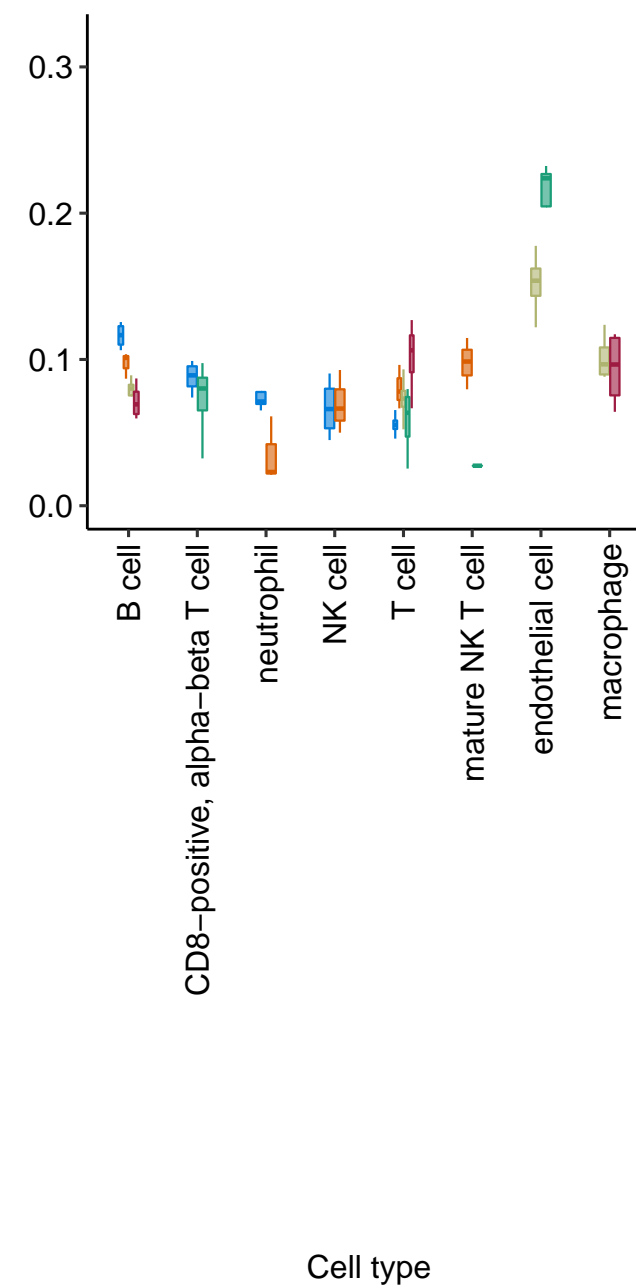 0.3
0.2
0.1
0.0
B cell
CD8−positive, alpha−beta T cell
neutrophil
NK cell
T cell
mature NK T cell
endothelial cell
macrophage
Cell type